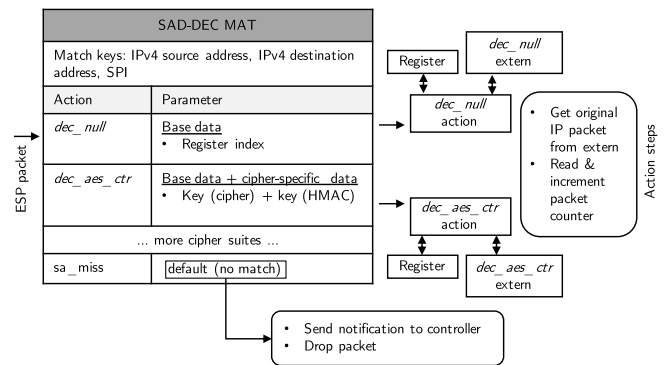 SAD-DEC MAT
Match keys: IPv4 source address, IPv4 destination
address, SPI
Action Parameter
dec_null Base data
• Register index
dec_aes_ctr Base data + cipher-specific data
• Key (cipher) + key (HMAC)
... more cipher suites ...
sa_miss default (no match)
ESP packet
Register
dec_null
extern
dec_null
action
dec_aes_ctr
action
Register
dec_aes_ctr
extern
• Get original
IP packet
from extern
• Read &
increment
packet
counter
Action steps
• Send notification to controller
• Drop packet